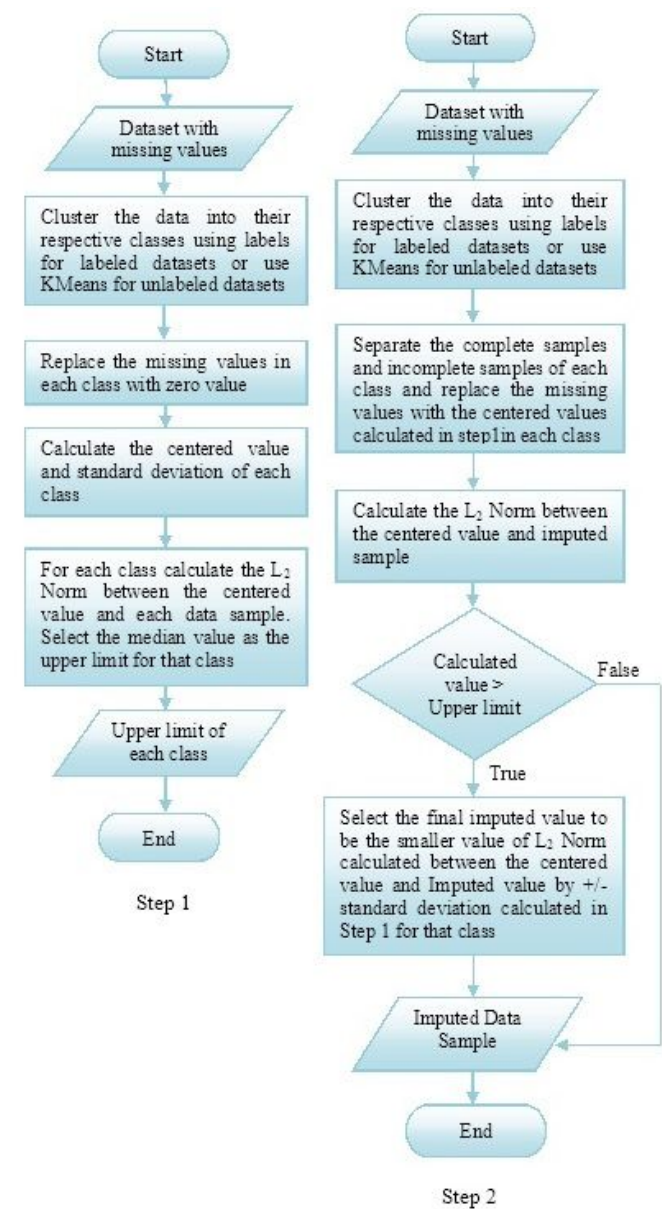 Start
Dataset with
missing values
Cluster the data into their
respective classes using labels
for labeled datasets or use
KMeans for unlabeled datasets
Replace the missing values in
each class with zero value
Calculate the centered value
and standard deviation of each
class
For each class calculate the L₂
Norm between the centered
value and each data sample.
Select the median value as the
upper limit for that class
Upper limit of
each class
End
Step 1
Start
Dataset with
missing values
Cluster the data into their
respective classes using labels
for labeled datasets or use
KMeans for unlabeled datasets
Separate the complete samples
and incomplete samples of each
class and replace the missing
values with the centered values
calculated in step1in each class
Calculate the L₂ Norm between
the centered value and imputed
sample
Calculated
value >
Upper limit
False
True
Select the final imputed value to
be the smaller value of L₂ Norm
calculated between the centered
value and Imputed value by +/-
standard deviation calculated in
Step 1 for that class
Imputed Data
Sample
End
Step 2